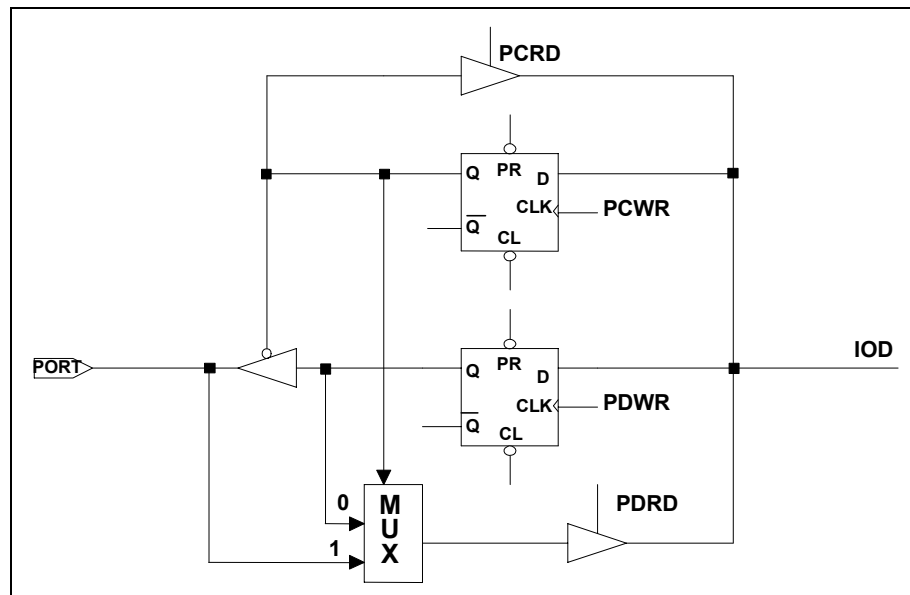 PCRD
Q PR D
CLK PCWR
Q
CL
PORT
IOD
Q PR D
CLK PDWR
Q
CL
0 M
U
1 X
PDRD